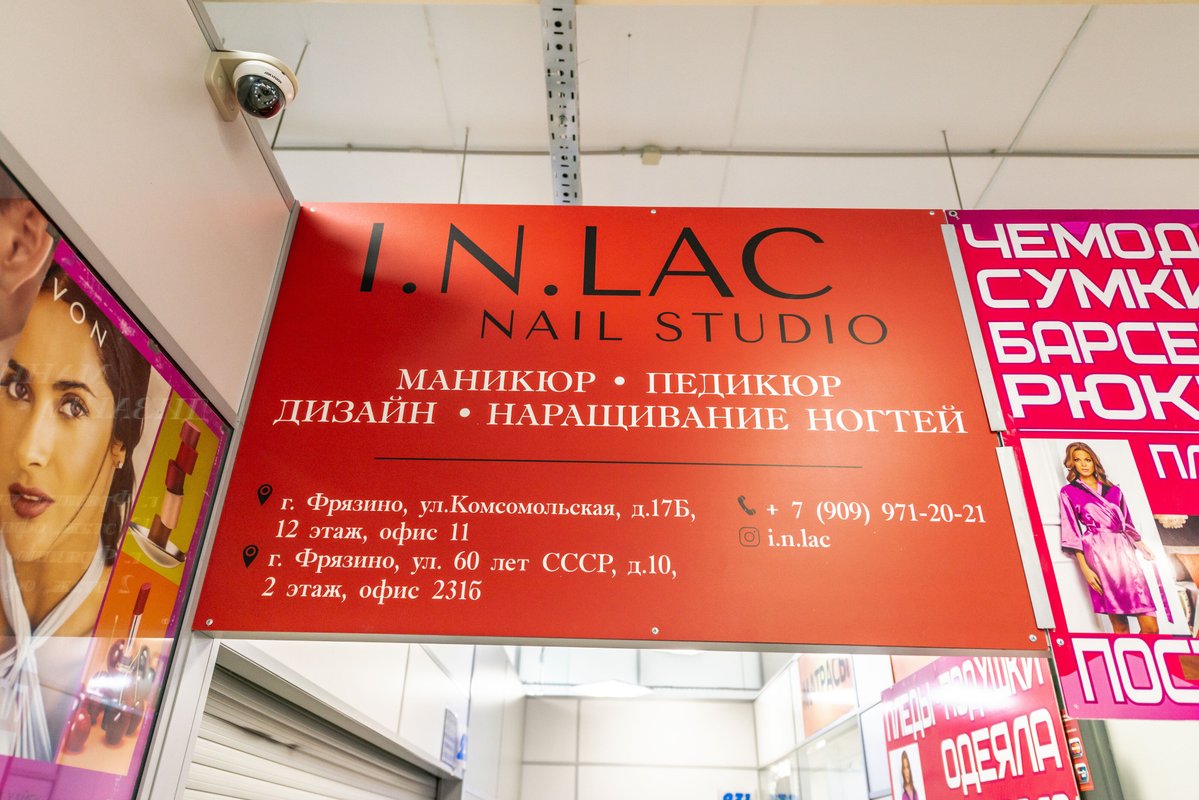 I.N.LAC
NAIL STUDIO
МАНИКЮР • ПЕДИКЮР
ДИЗАЙН • НАРАЩИВАНИЕ НОГТЕЙ
г. Фрязино, ул.Комсомольская, д.17Б,
12 этаж, офис 11
г. Фрязино, ул. 60 лет СССР, д.10,
2 этаж, офис 231б
+ 7 (909) 971-20-21
i.n.lac
VON
ЧЕМОД
СУМКИ
БАРСЕ
РЮК
ПОС
ПЛЕДЫ ПОДУШКИ
ОДЕЯЛА